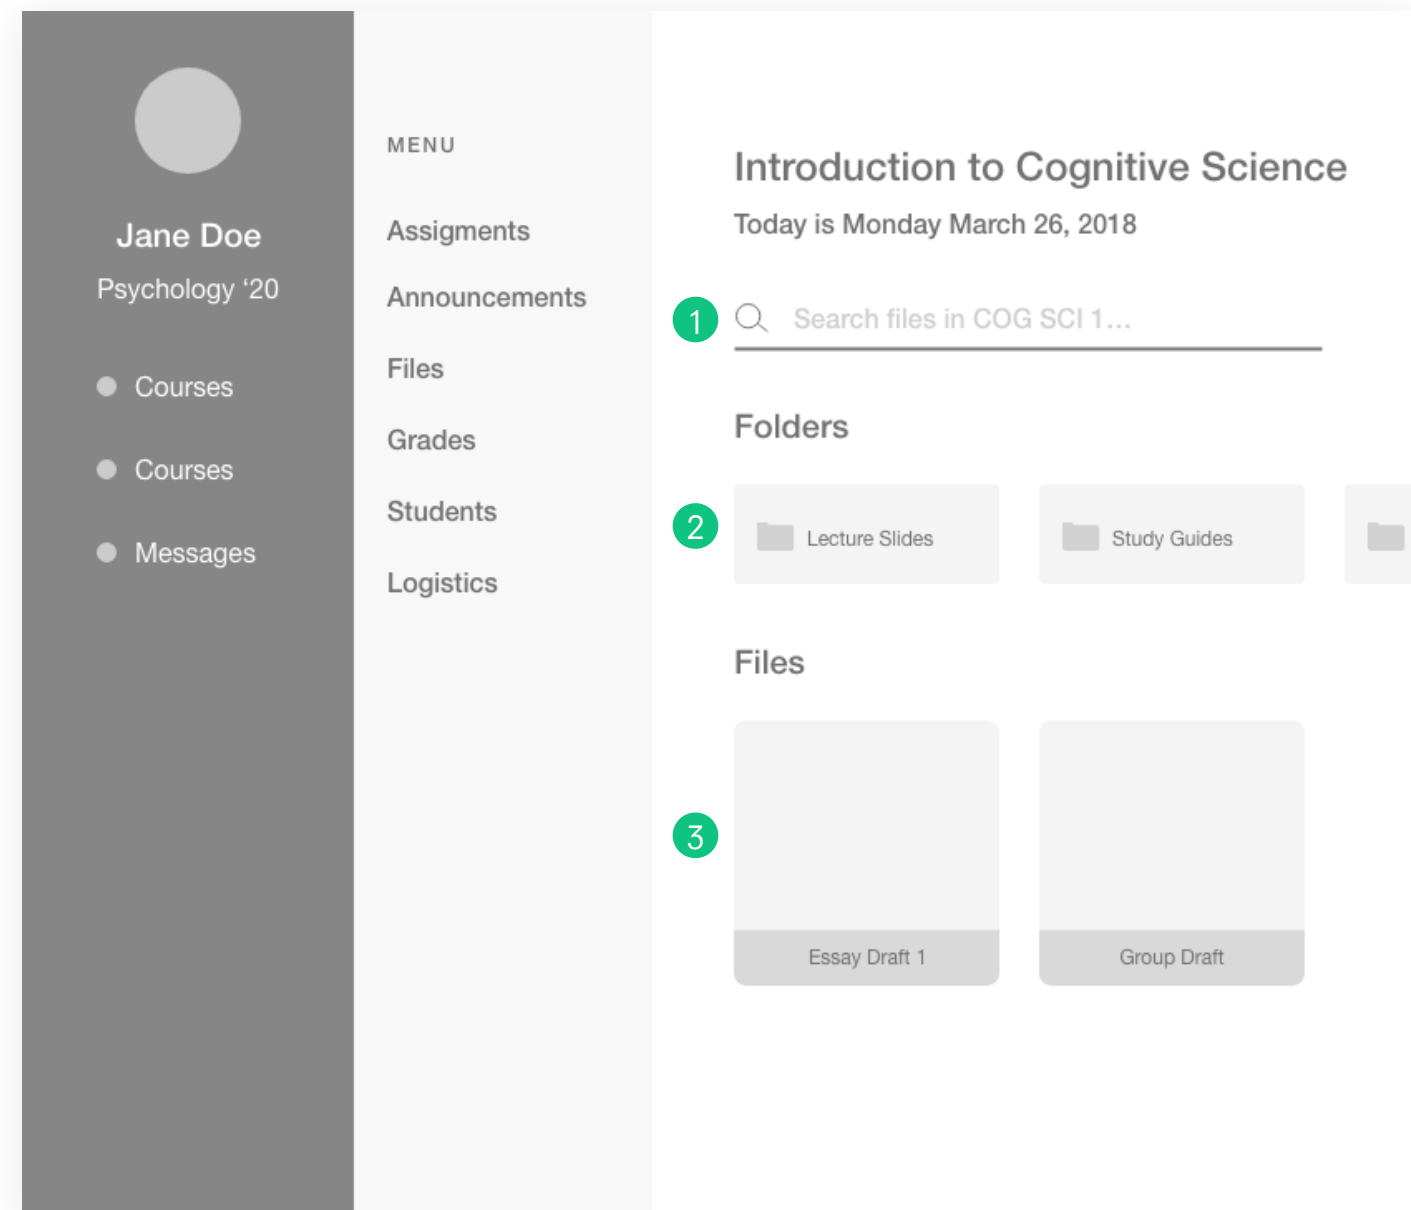 Jane Doe
Psychology ‘20
Courses
Courses
Messages
MENU
Assigments
Announcements
Files
Grades
Students
Logistics
Introduction to Cognitive Science
Today is Monday March 26, 2018
1
Search files in COG SCI 1...
Folders
2
Lecture Slides
Study Guides
Files
3
Essay Draft 1
Group Draft